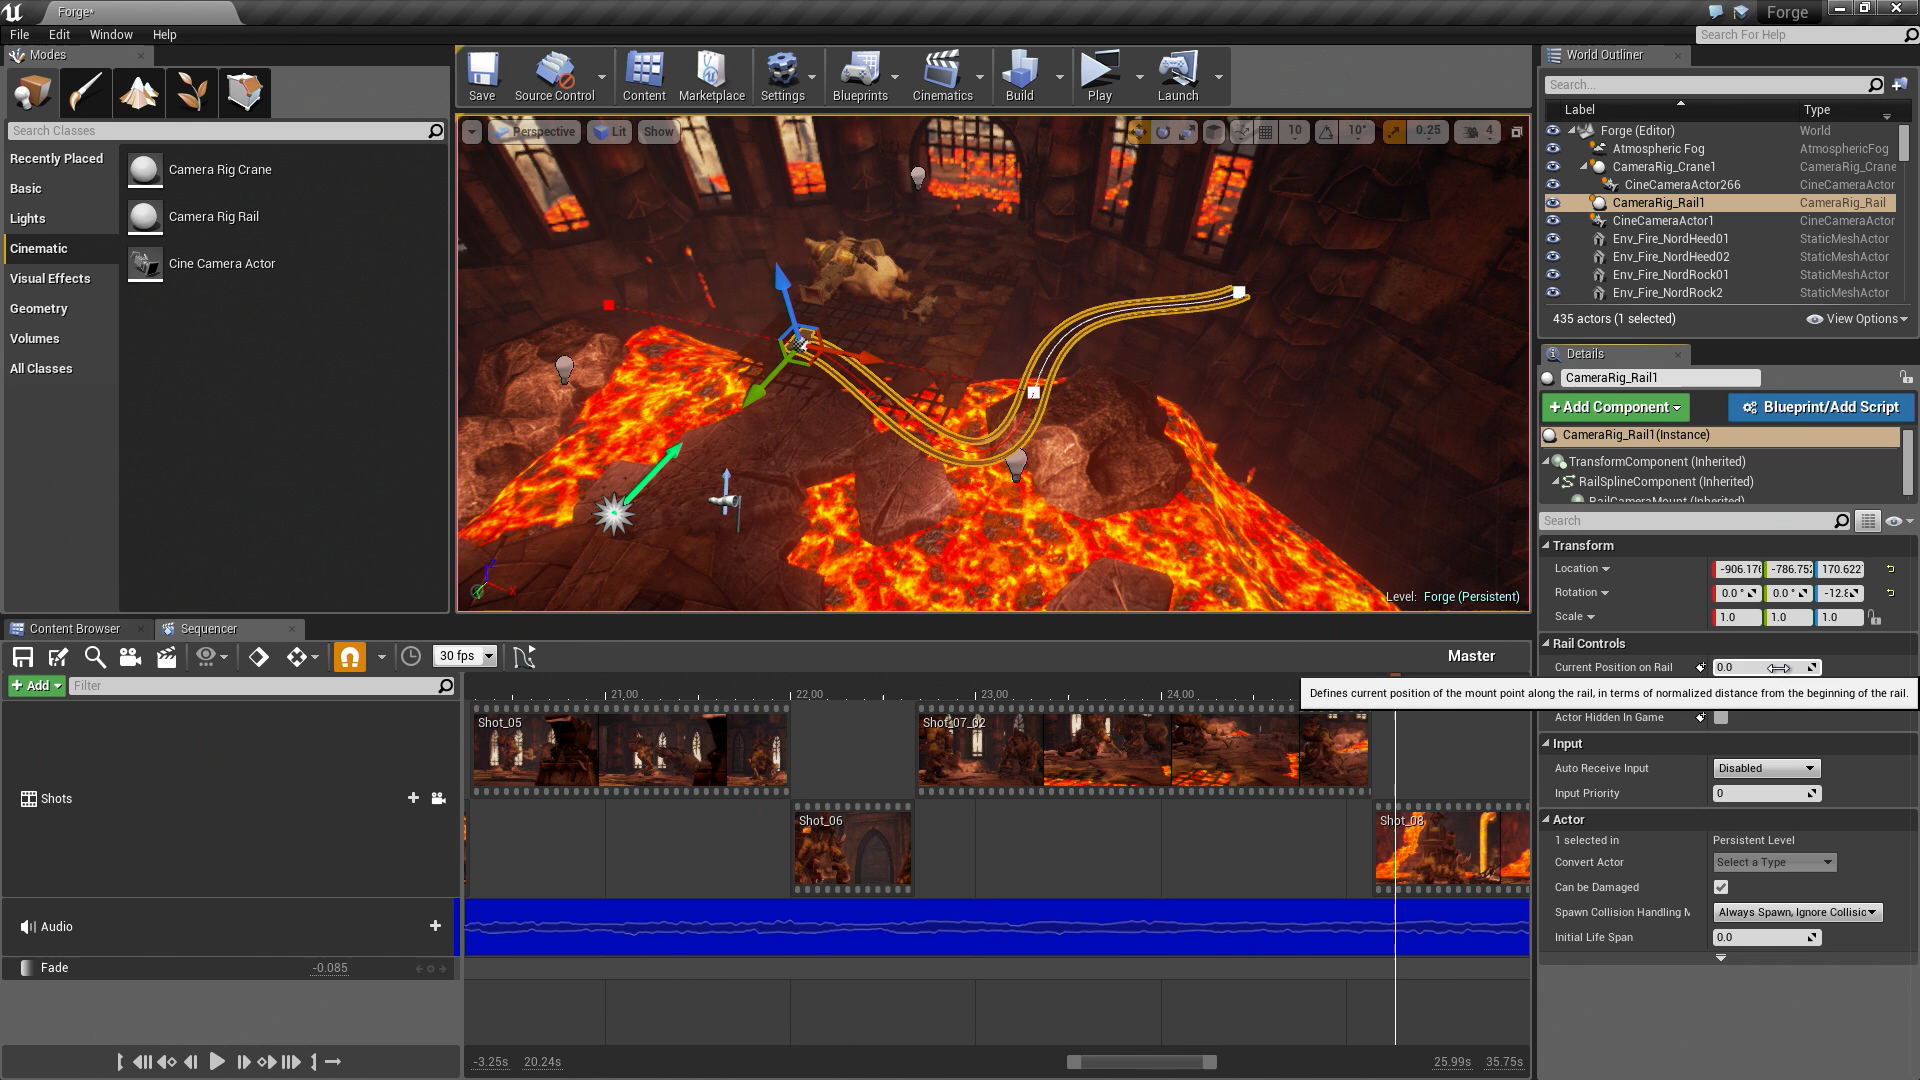 Forge*
Forge
File Edit Window Help
Search For Help
Modes
Save
Source Control
Content
Marketplace
Settings
Blueprints
Cinematics
Build
Play
Launch
Search Classes
Recently Placed
Basic
Lights
Cinematic
Visual Effects
Geometry
Volumes
All Classes
Camera Rig Crane
Camera Rig Rail
Cine Camera Actor
Perspective Lit Show
10 10° 0.25 4
Level: Forge (Persistent)
World Outliner
Search...
Label Type
Forge (Editor) World
Atmospheric Fog AtmosphericFog
CameraRig_Crane1 CameraRig_Crane
CineCameraActor266 CineCameraActor
CameraRig_Rail1 CameraRig_Rail
CineCameraActor1 CineCameraActor
Env_Fire_NordHeed01 StaticMeshActor
Env_Fire_NordHeed02 StaticMeshActor
Env_Fire_NordRock01 StaticMeshActor
Env_Fire_NordRock2 StaticMeshActor
435 actors (1 selected) View Options
Details
CameraRig_Rail1
+Add Component
Blueprint/Add Script
CameraRig_Rail1(Instance)
TransformComponent (Inherited)
RailSplineComponent (Inherited)
RailCameraMount (Inherited)
Search
Transform
Location -906.176 -786.752 170.622
Rotation 0.0 ° 0.0 ° -12.8
Scale 1.0 1.0 1.0
Rail Controls
Current Position on Rail 0.0
Defines current position of the mount point along the rail, in terms of normalized distance from the beginning of the rail.
Actor Hidden In Game
Input
Auto Receive Input Disabled
Input Priority 0
Actor
1 selected in Persistent Level
Convert Actor Select a Type
Can be Damaged
Spawn Collision Handling M Always Spawn, Ignore Collisic
Initial Life Span 0.0
Content Browser
Sequencer
30 fps
Master
+ Add Filter
21.00 22.00 23.00 24.00
Shots
Shot_05
Shot_07_02
Shot_06
Shot_08
Audio
Fade -0.085
-3.25s 20.24s 25.99s 35.75s